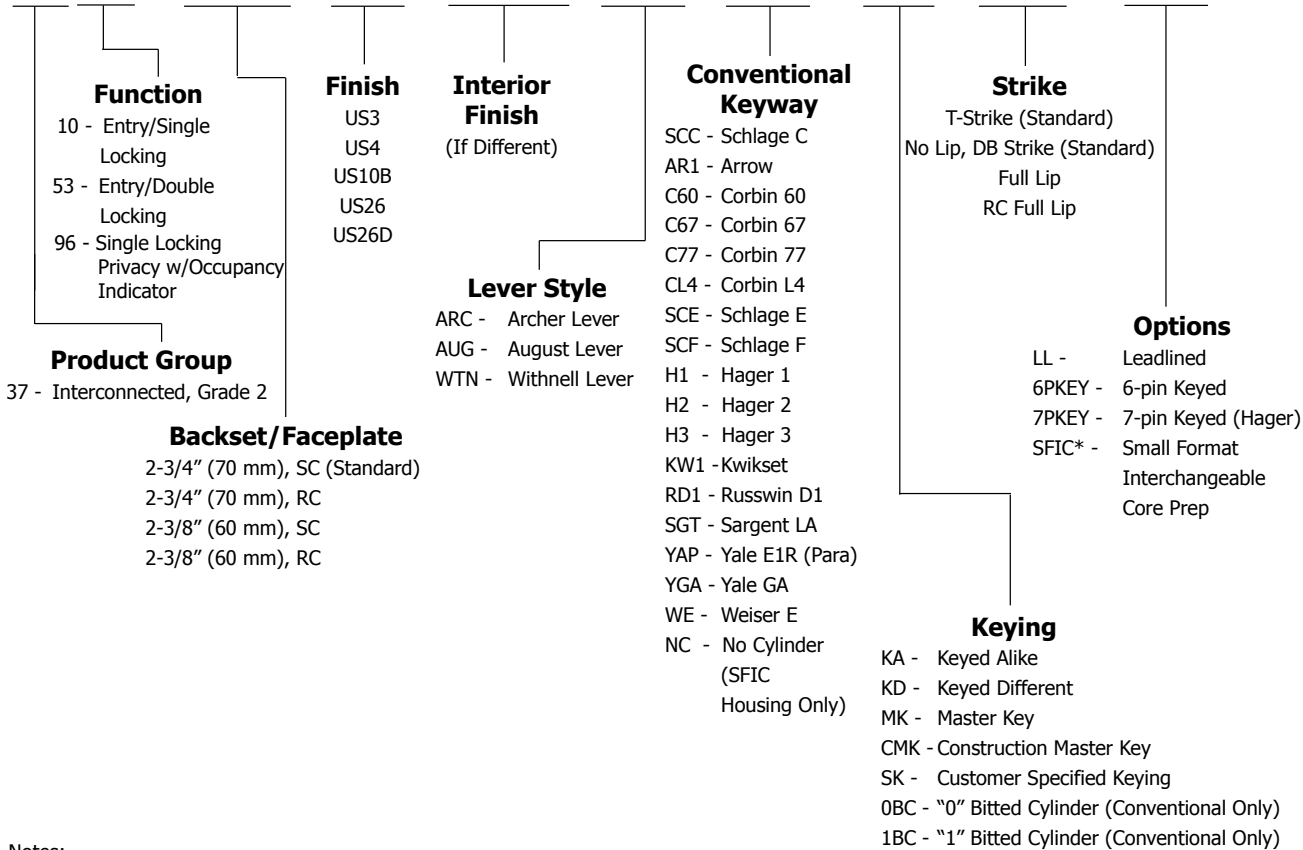 Function
10 - Entry/Single
Locking
53 - Entry/Double
Locking
96 - Single Locking
Privacy w/Occupancy
Indicator
Product Group
37 - Interconnected, Grade 2
Backset/Faceplate
2-3/4” (70 mm), SC (Standard)
2-3/4” (70 mm), RC
2-3/8” (60 mm), SC
2-3/8” (60 mm), RC
Finish
US3
US4
US10B
US26
US26D
Interior
Finish
(If Different)
Lever Style
ARC - Archer Lever
AUG - August Lever
WTN - Withnell Lever
Conventional
Keyway
SCC - Schlage C
AR1 - Arrow
C60 - Corbin 60
C67 - Corbin 67
C77 - Corbin 77
CL4 - Corbin L4
SCE - Schlage E
SCF - Schlage F
H1 - Hager 1
H2 - Hager 2
H3 - Hager 3
KW1 - Kwikset
RD1 - Russwin D1
SGT - Sargent LA
YAP - Yale E1R (Para)
YGA - Yale GA
WE - Weiser E
NC - No Cylinder
(SFIC
Housing Only)
Strike
T-Strike (Standard)
No Lip, DB Strike (Standard)
Full Lip
RC Full Lip
Options
LL - Leadlined
6PKEY - 6-pin Keyed
7PKEY - 7-pin Keyed (Hager)
SFIC* - Small Format
Interchangeable
Core Prep
Keying
KA - Keyed Alike
KD - Keyed Different
MK - Master Key
CMK - Construction Master Key
SK - Customer Specified Keying
0BC - “0” Bitted Cylinder (Conventional Only)
1BC - “1” Bitted Cylinder (Conventional Only)
Notes: